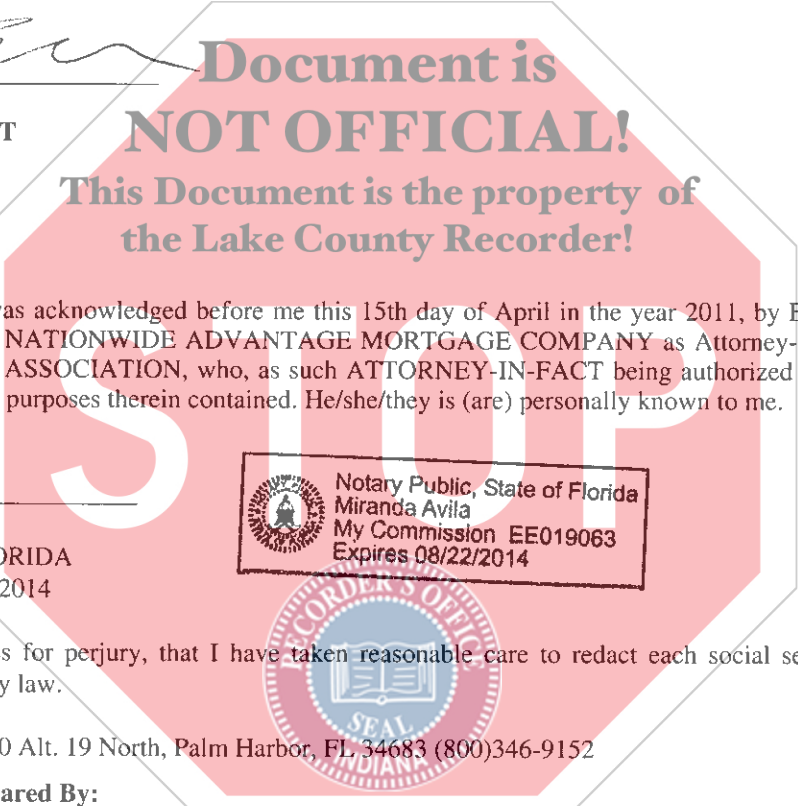 Document is
NOT OFFICIAL!
T
This Document is the property of
the Lake County Recorder!
as acknowledged before me this 15th day of April in the year 2011, by
NATIONWIDE ADVANTAGE MORTGAGE COMPANY as Attorney-
ASSOCIATION, who, as such ATTORNEY-IN-FACT being authorized
purposes therein contained. He/she/they is (are) personally known to me.
STOP
Notary Public, State of Florida
Miranda Avila
My Commission EE019063
Expires 08/22/2014
ORIDA
2014
RECORDER'S OFFICE
s for perjury, that I have taken reasonable care to redact each social se
y law.
SEAL
INDIANA
0 Alt. 19 North, Palm Harbor, FL 34683 (800)346-9152
ared By: